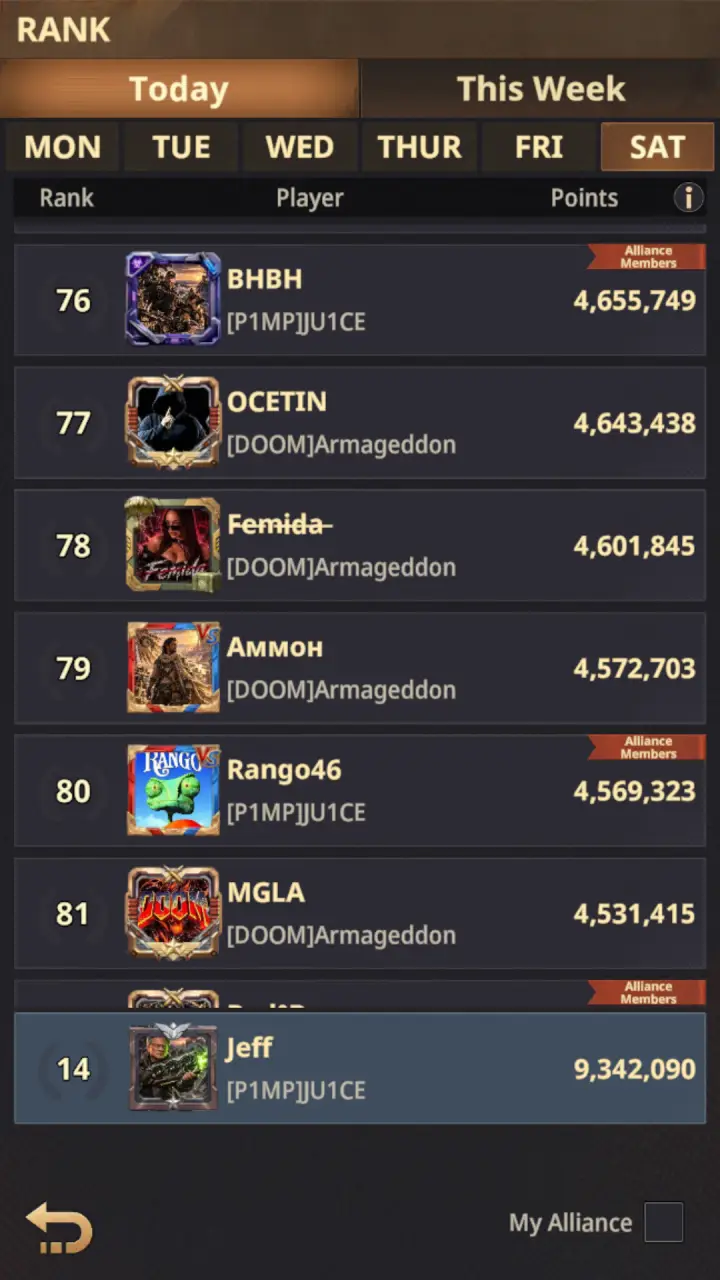 RANK
Today
This Week
MON
TUE
WED
THUR
FRI
SAT
Rank
Player
Points
i
76
BHBH
[P1MP]JU1CE
Alliance
Members
4,655,749
77
OCETIN
[DOOM]Armageddon
4,643,438
78
Femida
[DOOM]Armageddon
4,601,845
Femida
79
VS
Aммoн
[DOOM]Armageddon
4,572,703
80
RANGO
VS
Rango46
[P1MP]JU1CE
Alliance
Members
4,569,323
81
DOOM
MGLA
[DOOM]Armageddon
4,531,415
Alliance
Members
14
Jeff
[P1MP]JU1CE
9,342,090
My Alliance